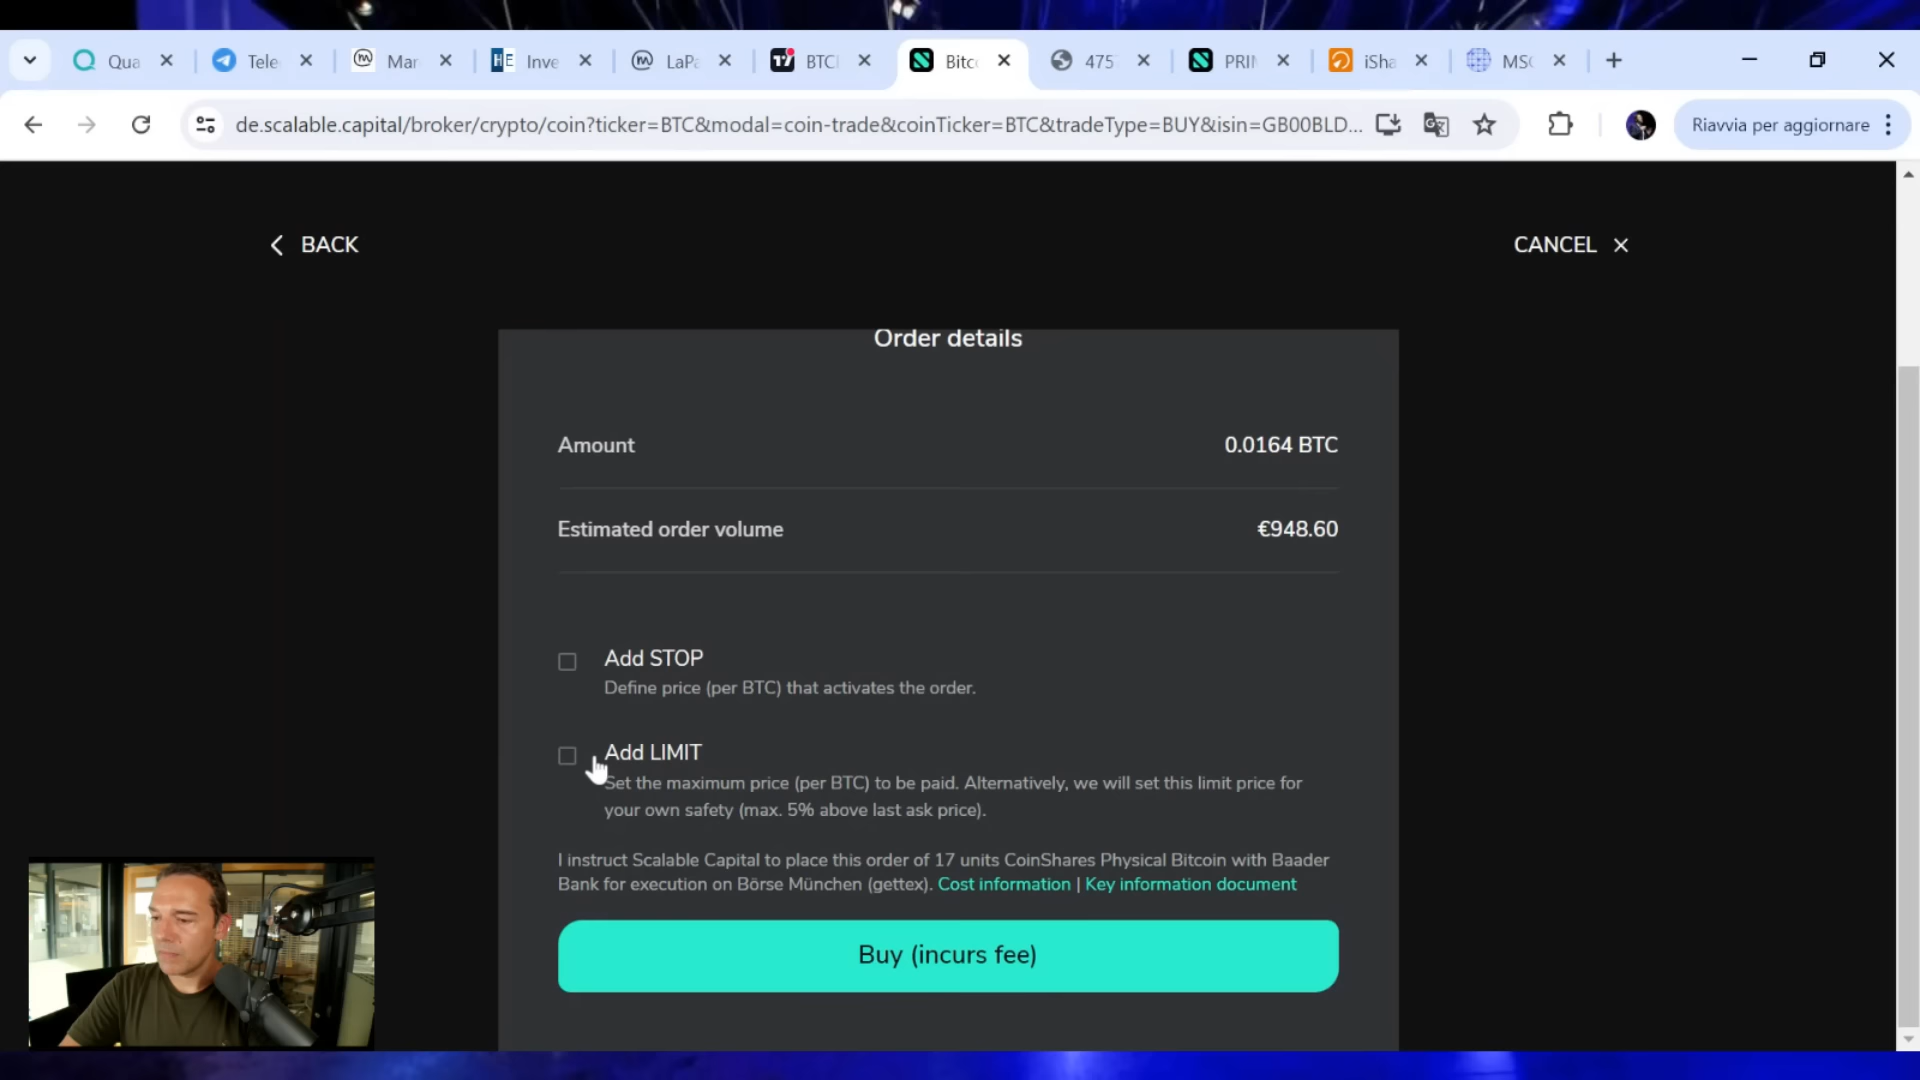 Qua
Tele
Mar
Inve
LaPa
BTC
Bitc
475
PRI
iSha
MSC
de.scalable.capital/broker/crypto/coin?ticker=BTC&modal=coin-trade&coinTicker=BTC&tradeType=BUY&isin=GB00BLD...
Riavvia per aggiornare
BACK
CANCEL
Order details
Amount
0.0164 BTC
Estimated order volume
€948.60
Add STOP
Define price (per BTC) that activates the order.
Add LIMIT
Set the maximum price (per BTC) to be paid. Alternatively, we will set this limit price for
your own safety (max. 5% above last ask price).
I instruct Scalable Capital to place this order of 17 units CoinShares Physical Bitcoin with Baader
Bank for execution on Börse München (gettex). Cost information | Key information document
Buy (incurs fee)